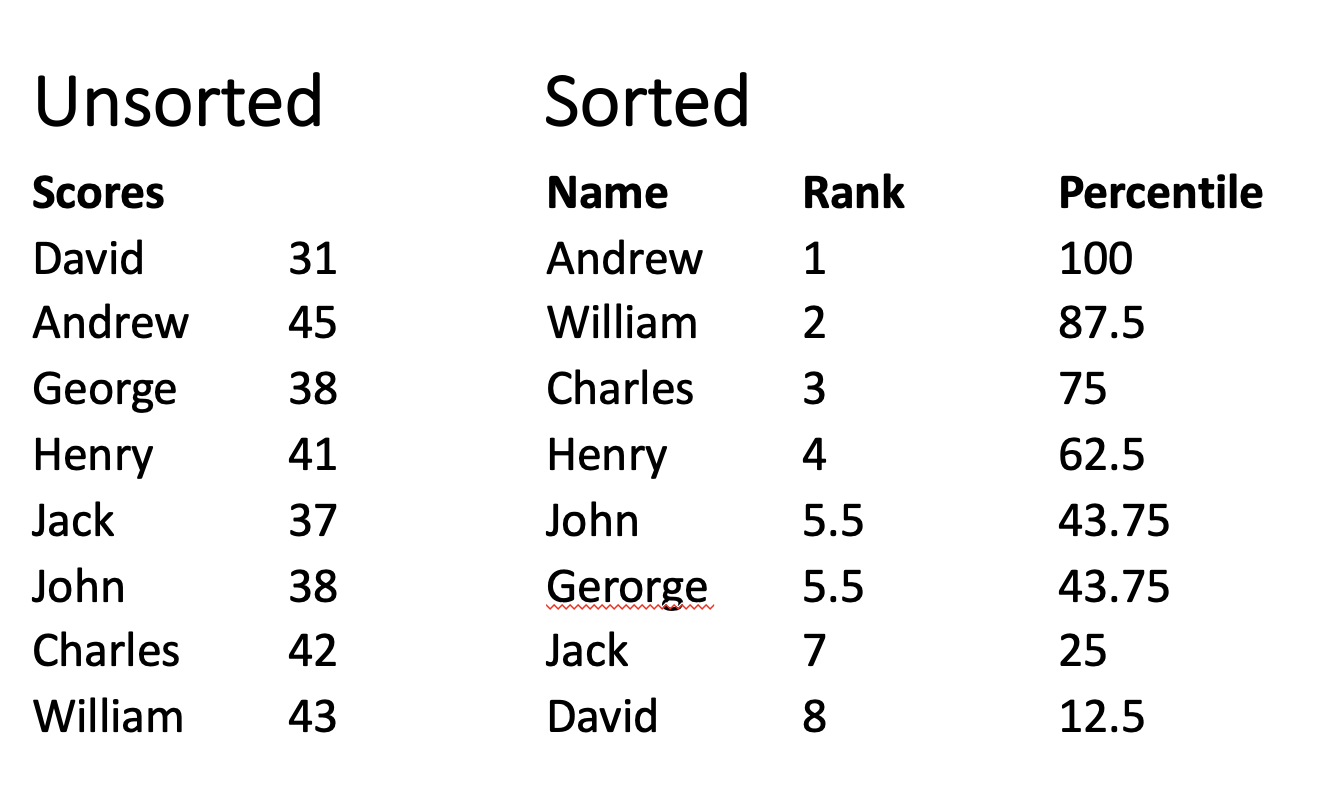 Unsorted Sorted
Scores Name Rank Percentile
David 31 Andrew 1 100
Andrew 45 William 2 87.5
George 38 Charles 3 75
Henry 41 Henry 4 62.5
Jack 37 John 5.5 43.75
John 38 Gerorge 5.5 43.75
Charles 42 Jack 7 25
William 43 David 8 12.5